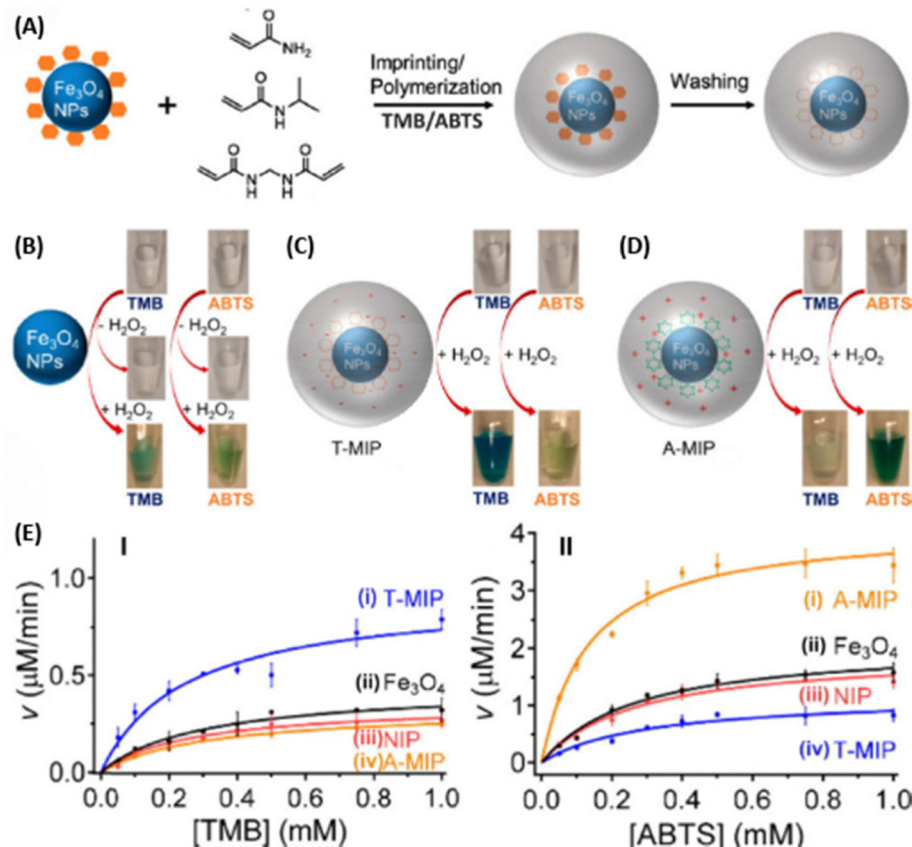 (A)
Fe3O4
NPs
+
O
NH2
O
N
H
O
N
H
N
H
O
Imprinting/
Polymerization
TMB/ABTS
Fe3O4
NPs
Washing
Fe3O4
NPs
(B)
TMB
ABTS
Fe3O4
NPs
- H2O2
- H2O2
+ H2O2
+ H2O2
TMB
ABTS
(C)
TMB
ABTS
Fe3O4
NPs
+ H2O2
+ H2O2
T-MIP
TMB
ABTS
(D)
TMB
ABTS
Fe3O4
NPs
+ H2O2
+ H2O2
A-MIP
TMB
ABTS
(E)
I
v (μM/min)
1.0
0.5
0.0
(i) T-MIP
(ii) Fe3O4
(iii)NIP
(iv)A-MIP
0.0 0.2 0.4 0.6 0.8 1.0
[TMB] (mM)
II
v (μM/min)
4
3
2
1
0
(i) A-MIP
(ii) Fe3O4
(iii) NIP
(iv) T-MIP
0.0 0.2 0.4 0.6 0.8 1.0
[ABTS] (mM)